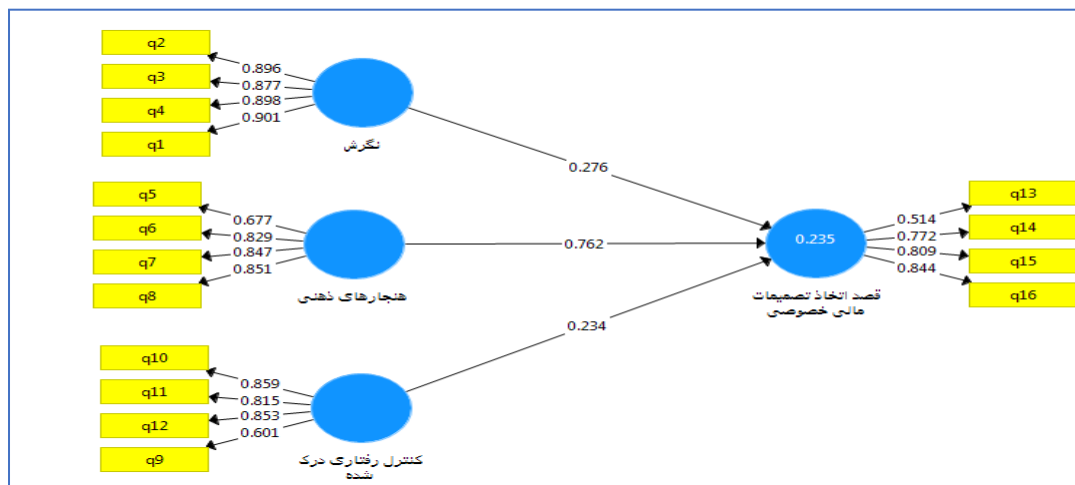 q2
q3
q4
q1
0.896
0.877
0.898
0.901
نگرش
0.276
q5
q6
q7
q8
0.677
0.829
0.847
0.851
هنجارهای ذهنی
0.762
q10
q11
q12
q9
0.859
0.815
0.853
0.601
کنترل رفتاری درک
شده
0.234
0.235
قصد اتخاذ تصمیمات
مالی خصوصی
0.514
0.772
0.809
0.844
q13
q14
q15
q16